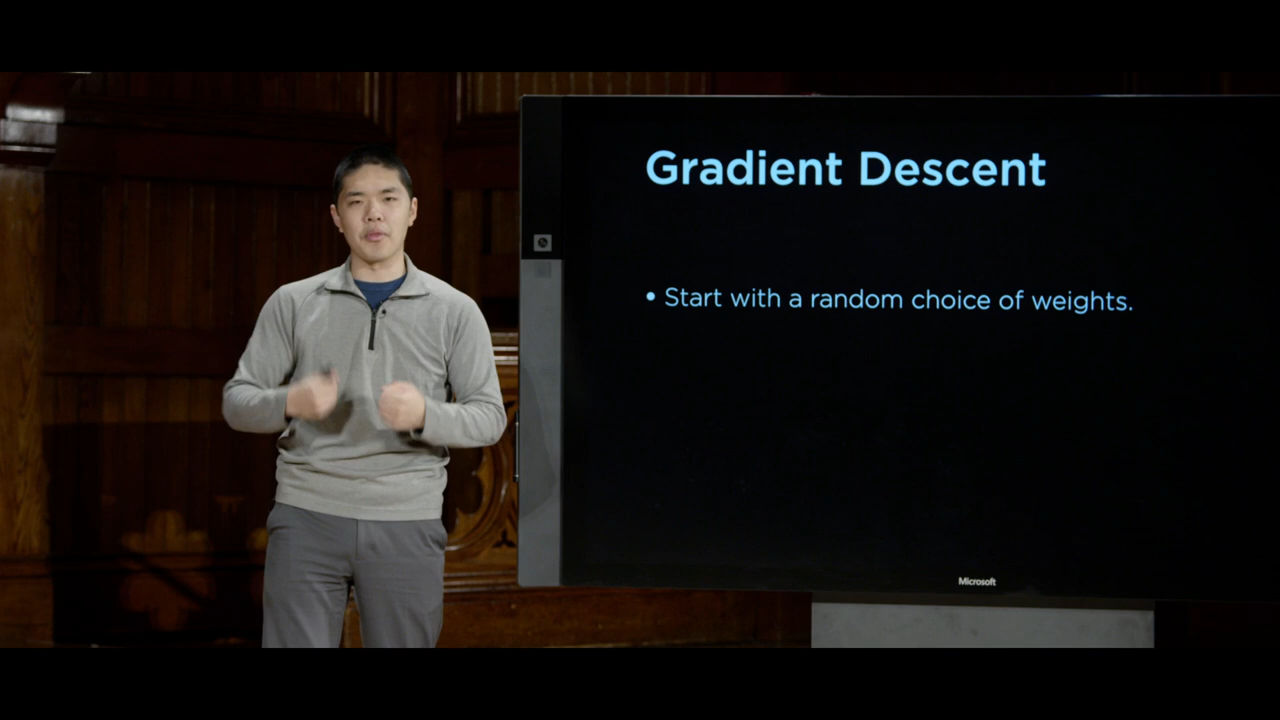 Gradient Descent
• Start with a random choice of weights.
Microsoft